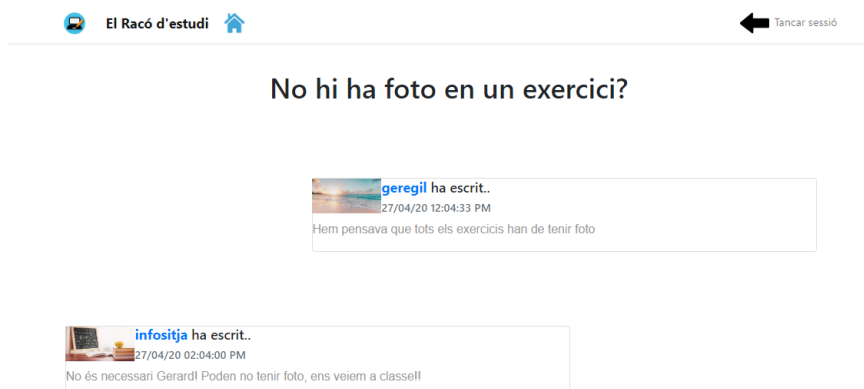 El Racó d'estudi
Tancar sessió
No hi ha foto en un exercici?
geregil ha escrit..
27/04/20 12:04:33 PM
Hem pensava que tots els exercicis han de tenir foto
infositja ha escrit..
27/04/20 02:04:00 PM
No és necessari Gerard! Poden no tenir foto, ens veiem a classe!!